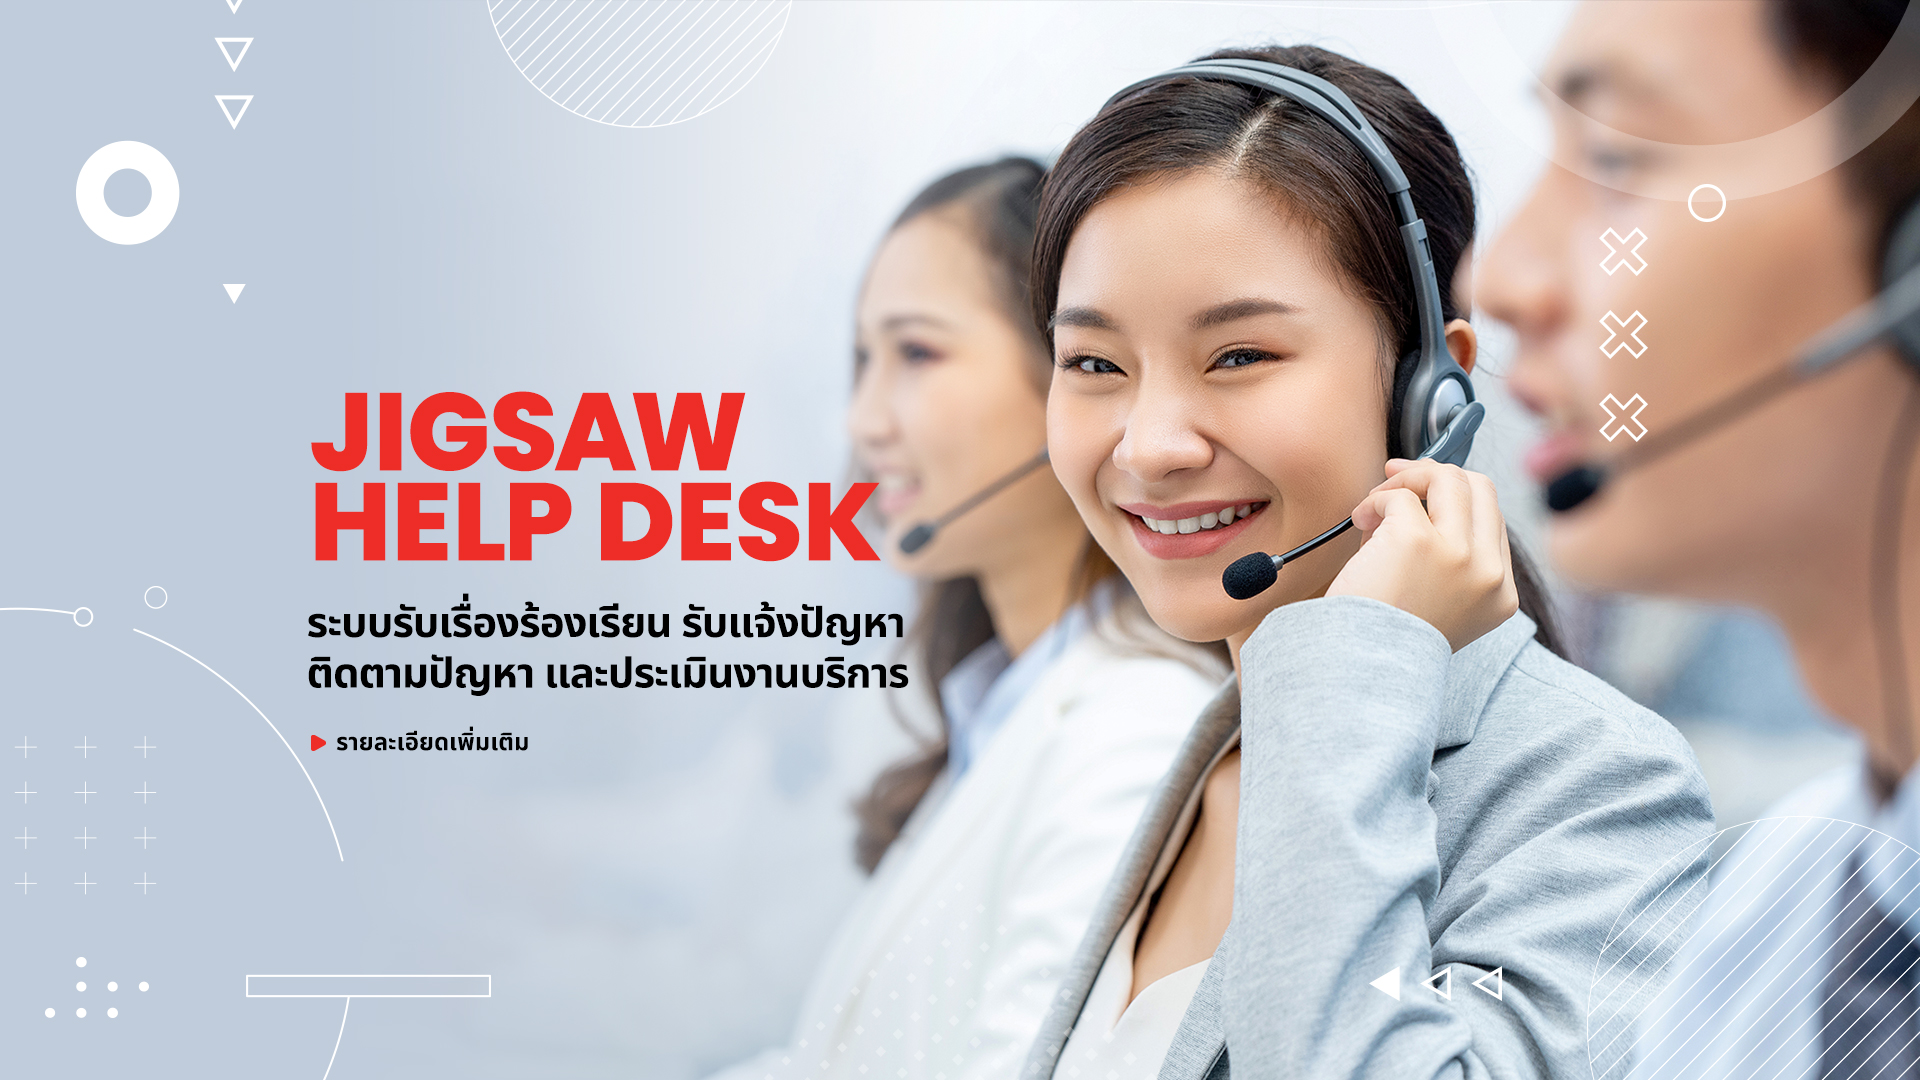 JIGSAW
HELP DESK
ระบบรับเรื่องร้องเรียน รับแจ้งปัญหา
ติดตามปัญหา และประเมินงานบริการ
รายละเอียดเพิ่มเติม